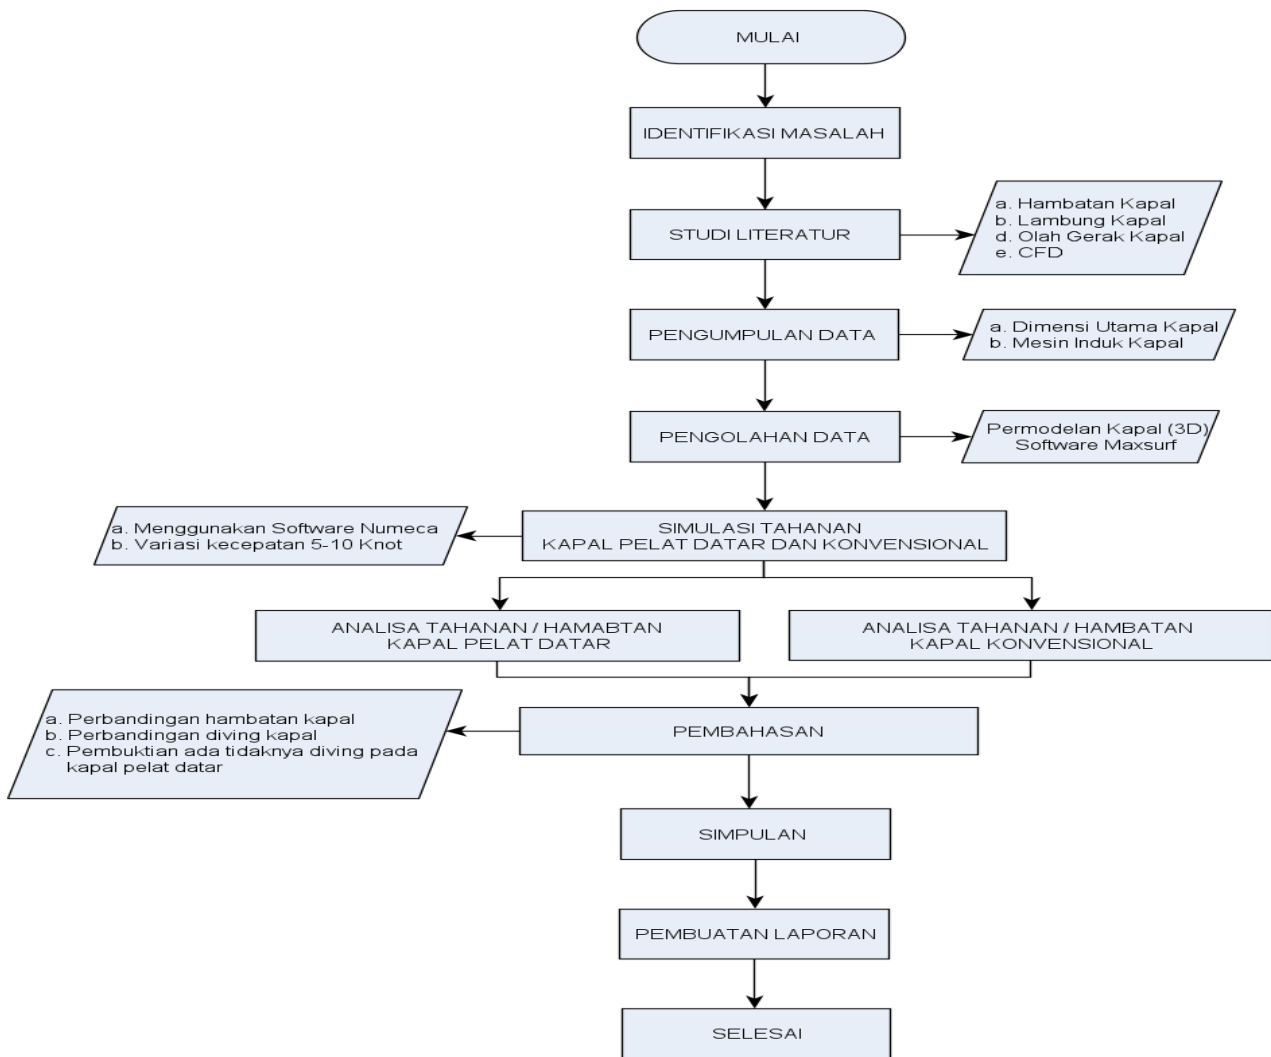 MULAI
IDENTIFIKASI MASALAH
STUDI LITERATUR
a. Hambatan Kapal
b. Lambung Kapal
d. Olah Gerak Kapal
e. CFD
PENGUMPULAN DATA
a. Dimensi Utama Kapal
b. Mesin Induk Kapal
PENGOLAHAN DATA
Permodelan Kapal (3D)
Software Maxsurf
a. Menggunakan Software Numeca
b. Variasi kecepatan 5-10 Knot
SIMULASI TAHANAN
KAPAL PELAT DATAR DAN KONVENSIONAL
ANALISA TAHANAN / HAMABTAN
KAPAL PELAT DATAR
ANALISA TAHANAN / HAMBATAN
KAPAL KONVENSIONAL
a. Perbandingan hambatan kapal
b. Perbandingan diving kapal
c. Pembuktian ada tidaknya diving pada
kapal pelat datar
PEMBAHASAN
SIMPULAN
PEMBUATAN LAPORAN
SELESAI